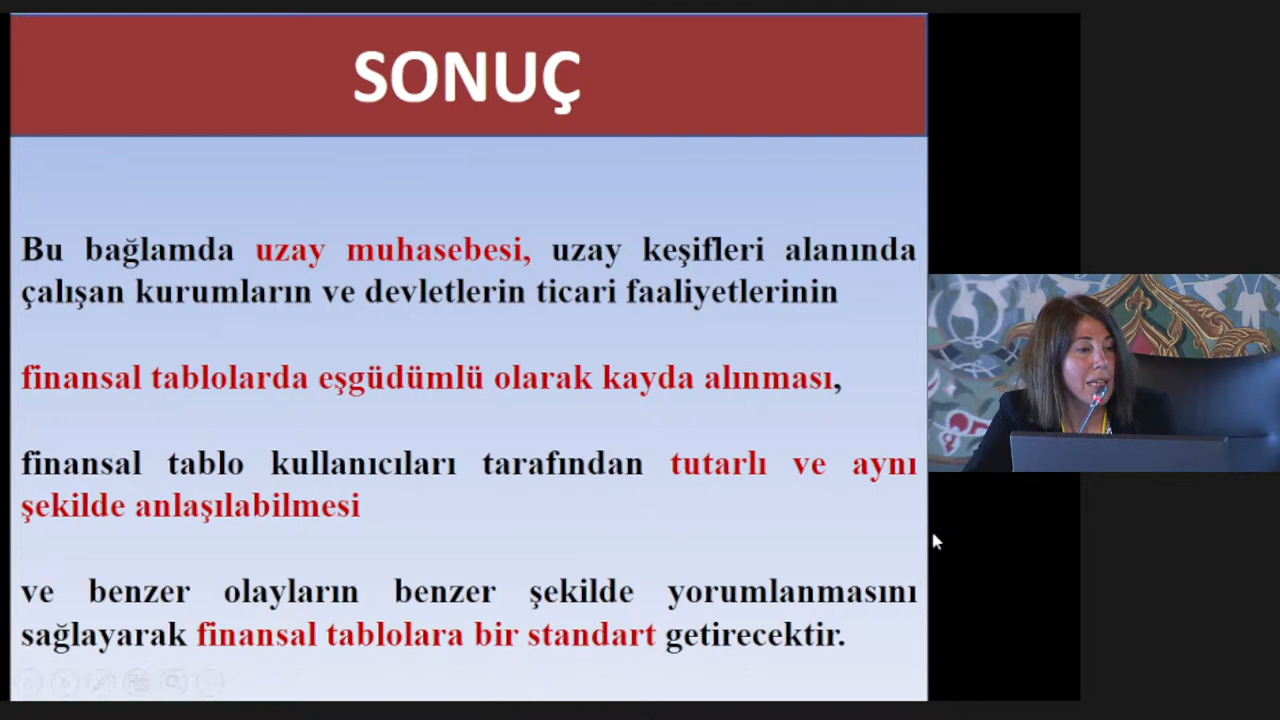 SONUÇ
Bu bağlamda uzay muhasebesi, uzay keşifleri alanında
çalışan kurumların ve devletlerin ticari faaliyetlerinin
finansal tablolarda eşgüdümlü olarak kayda alınması,
finansal tablo kullanıcıları tarafından tutarlı ve aynı
şekilde anlaşılabilmesi
ve benzer olayların benzer şekilde yorumlanmasını
sağlayarak finansal tablolara bir standart getirecektir.